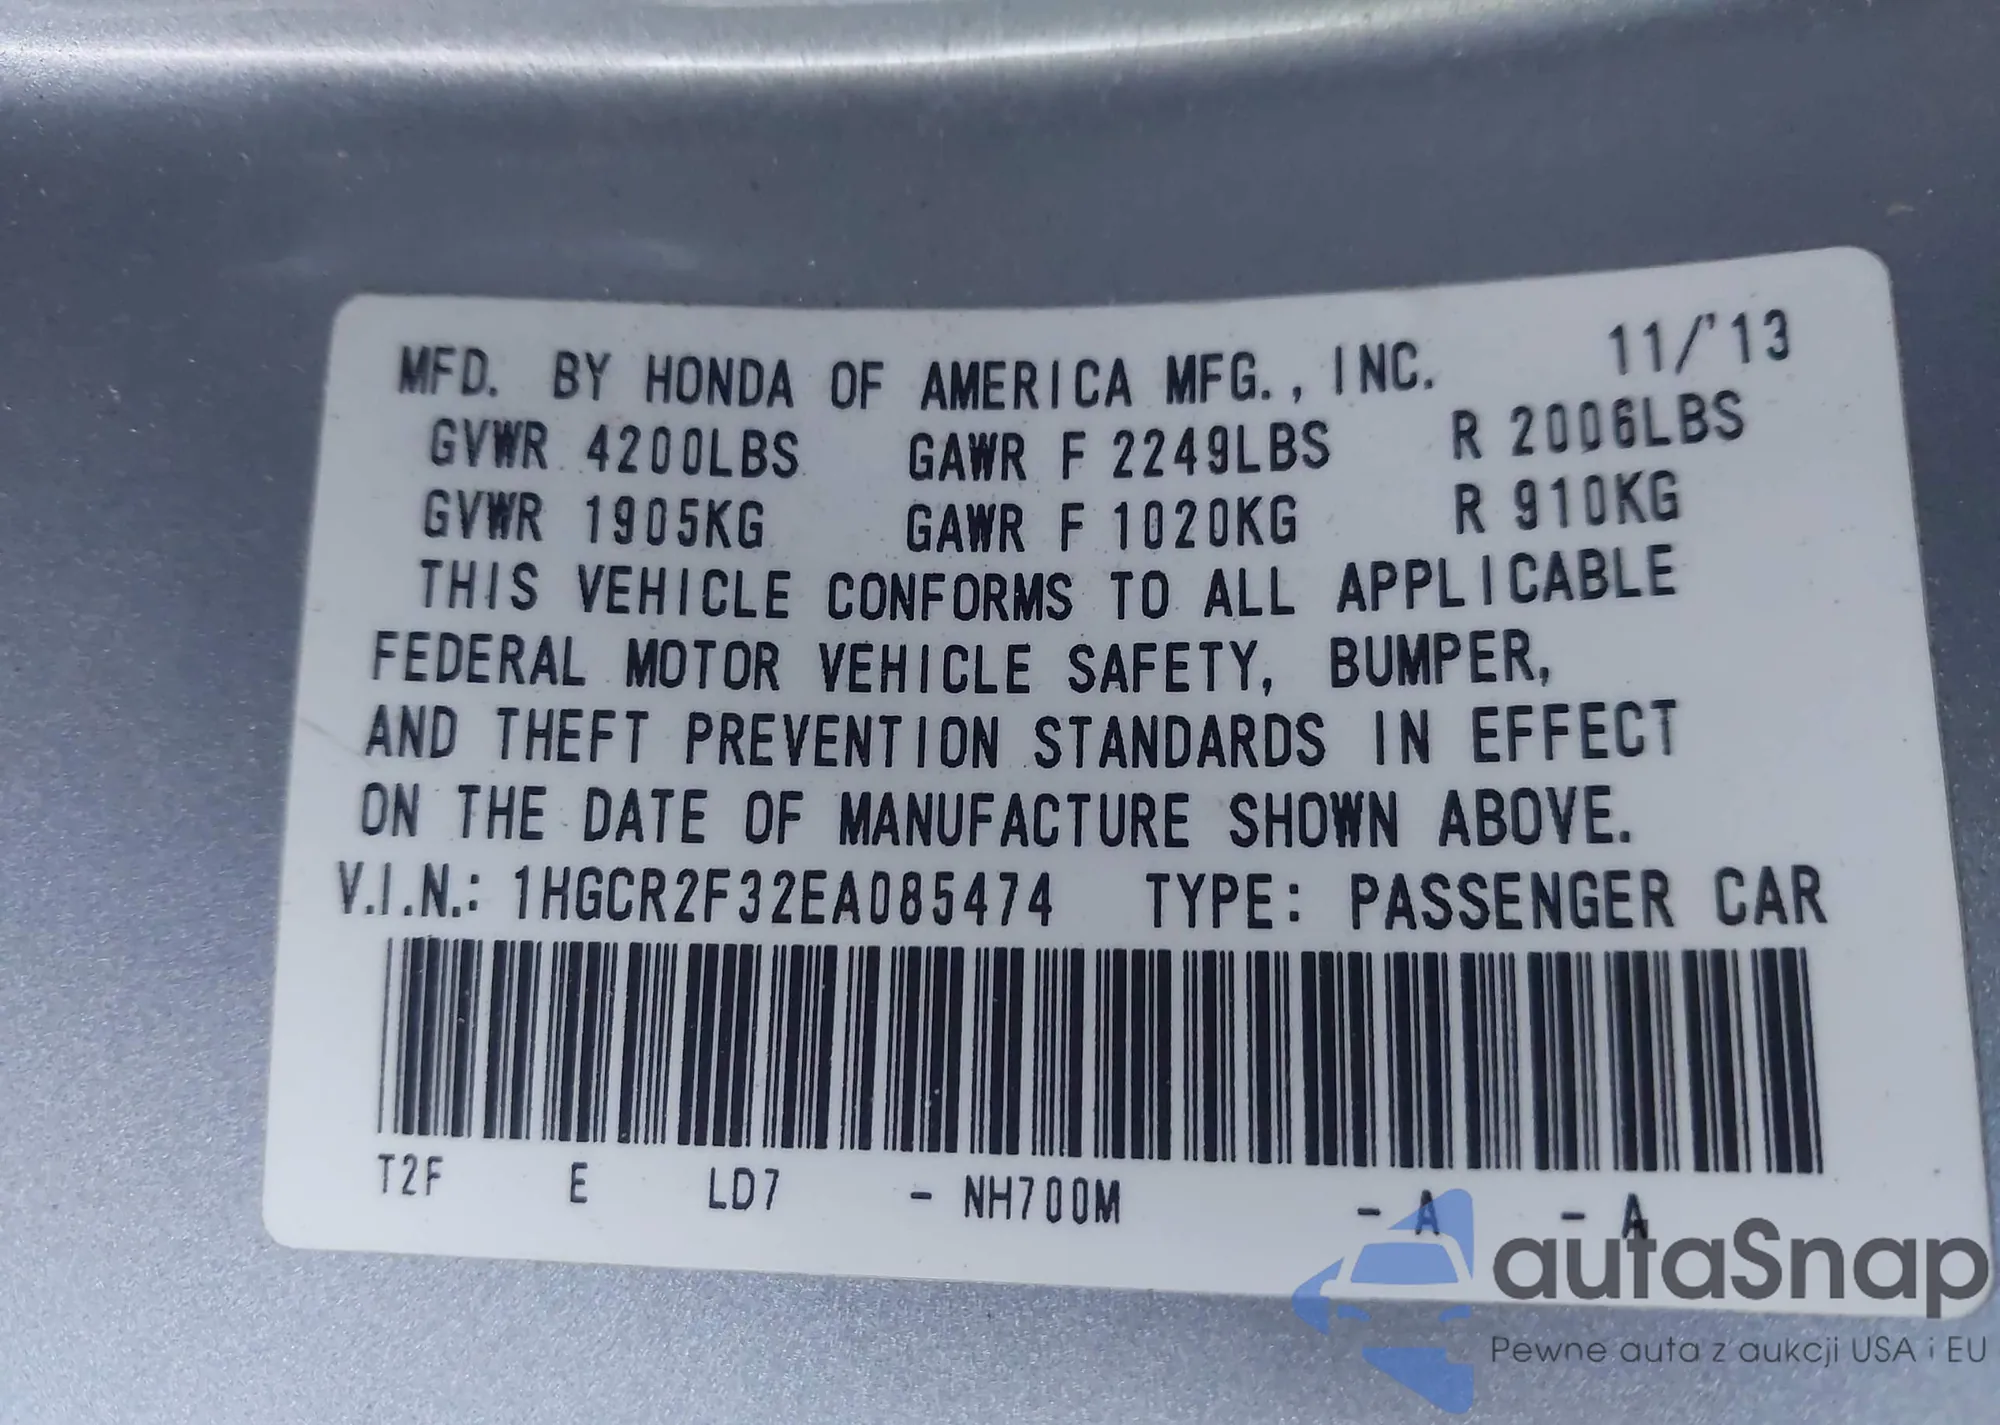 MFD. BY HONDA OF AMERICA MFG., INC. 11/'13
GVWR 4200LBS GAWR F 2249LBS R 2006LBS
GVWR 1905KG GAWR F 1020KG R 910KG
THIS VEHICLE CONFORMS TO ALL APPLICABLE
FEDERAL MOTOR VEHICLE SAFETY, BUMPER,
AND THEFT PREVENTION STANDARDS IN EFFECT
ON THE DATE OF MANUFACTURE SHOWN ABOVE.
V.I.N.: 1HGCR2F32EA085474 TYPE: PASSENGER CAR
T2F E LD7 - NH700M - A - A
autaSnap
Pewne auta z aukcji USA i EU